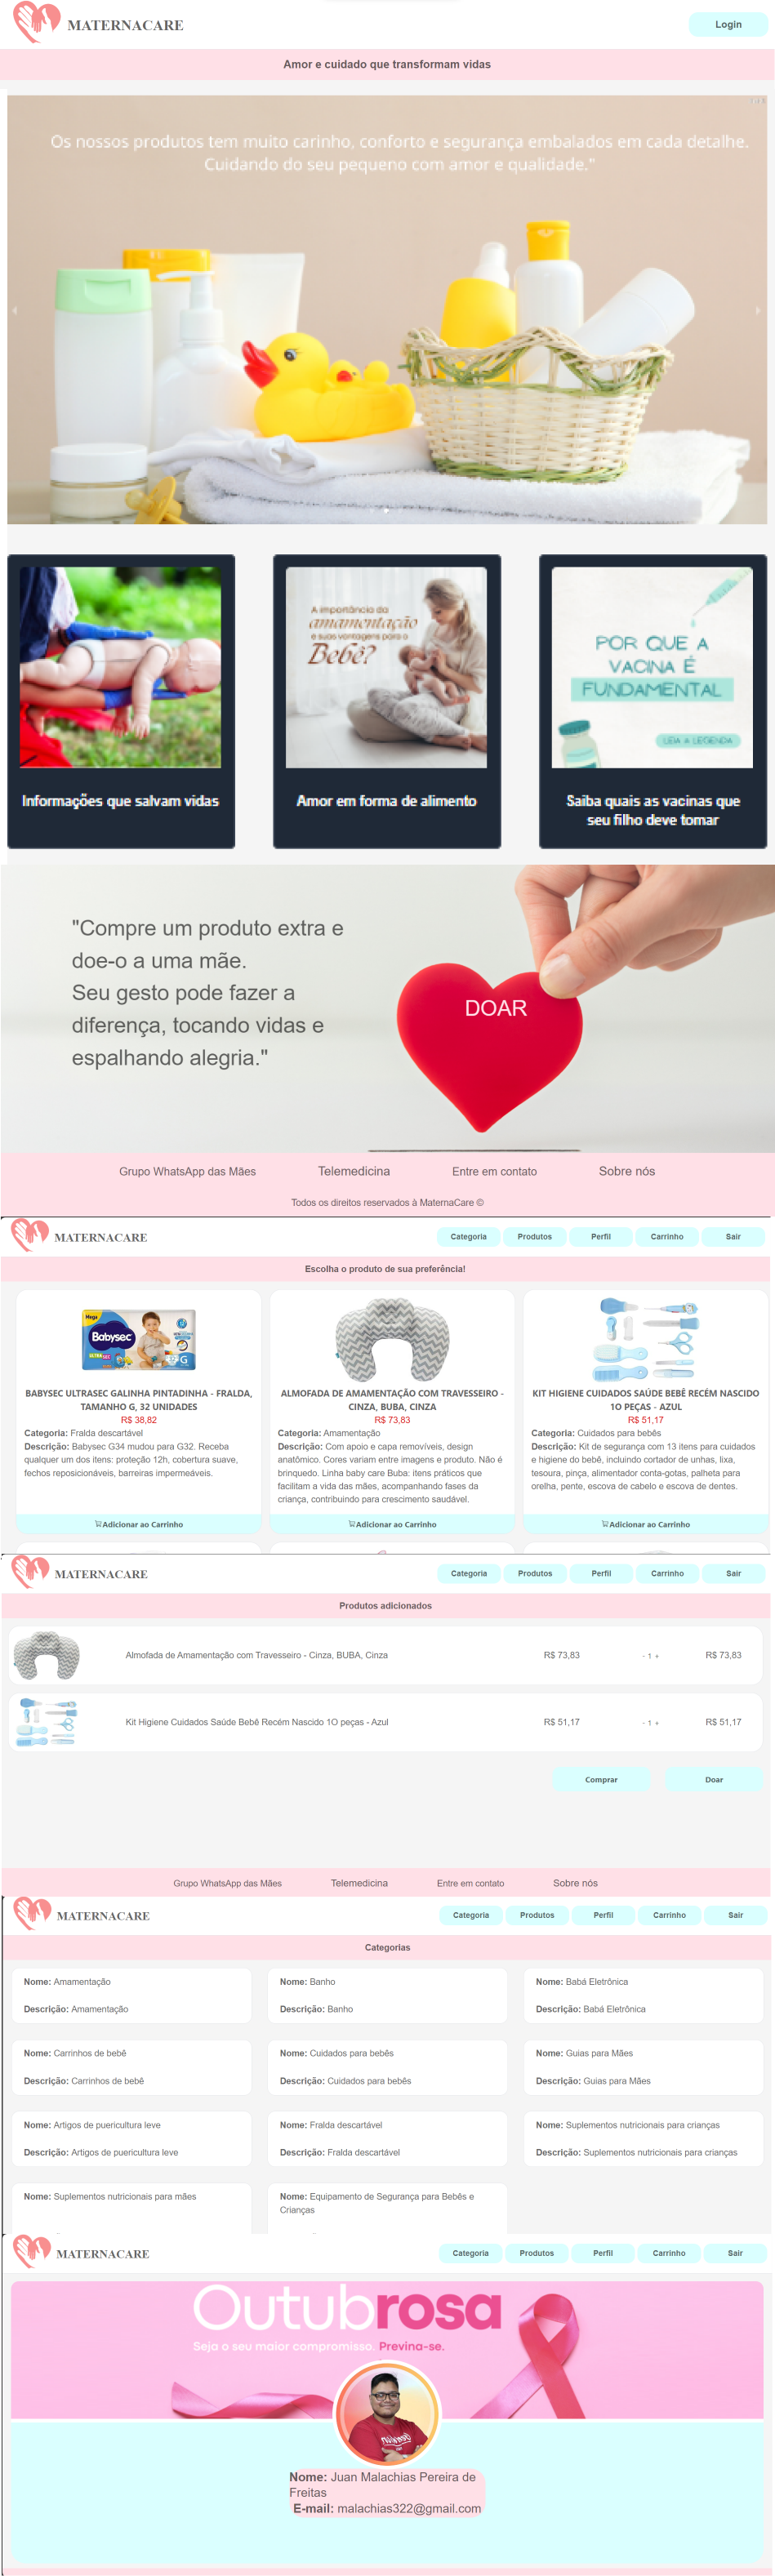 MATERNACARE
Login
Amor e cuidado que transformam vidas
Os nossos produtos tem muito carinho, conforto e segurança embalados em cada detalhe.
Cuidando do seu pequeno com amor e qualidade."
A importância da
amamentação
e suas vantagens para o
Bebê?
POR QUE A
VACINA É
FUNDAMENTAL
LEIA A LEGENDA
Informações que salvam vidas
Amor em forma de alimento
Saiba quais as vacinas que
seu filho deve tomar
"Compre um produto extra e
doe-o a uma mãe.
Seu gesto pode fazer a
diferença, tocando vidas e
espalhando alegria."
DOAR
Grupo WhatsApp das Mães
Telemedicina
Entre em contato
Sobre nós
Todos os direitos reservados à MaternaCare ©
MATERNACARE
Categoria
Produtos
Perfil
Carrinho
Sair
Escolha o produto de sua preferência!
Mega
Babysec
ULTRASEC
G
BABYSEC ULTRASEC GALINHA PINTADINHA - FRALDA,
TAMANHO G, 32 UNIDADES
R$ 38,82
Categoria: Fralda descartável
Descrição: Babysec G34 mudou para G32. Receba
qualquer um dos itens: proteção 12h, cobertura suave,
fechos reposicionáveis, barreiras impermeáveis.
Adicionar ao Carrinho
ALMOFADA DE AMAMENTAÇÃO COM TRAVESSEIRO -
CINZA, BUBA, CINZA
R$ 73,83
Categoria: Amamentação
Descrição: Com apoio e capa removíveis, design
anatômico. Cores variam entre imagens e produto. Não é
brinquedo. Linha baby care Buba: itens práticos que
facilitam a vida das mães, acompanhando fases da
criança, contribuindo para crescimento saudável.
Adicionar ao Carrinho
KIT HIGIENE CUIDADOS SAÚDE BEBÊ RECÉM NASCIDO
1O PEÇAS - AZUL
R$ 51,17
Categoria: Cuidados para bebês
Descrição: Kit de segurança com 13 itens para cuidados
e higiene do bebê, incluindo cortador de unhas, lixa,
tesoura, pinça, alimentador conta-gotas, palheta para
orelha, pente, escova de cabelo e escova de dentes.
Adicionar ao Carrinho
MATERNACARE
Categoria
Produtos
Perfil
Carrinho
Sair
Produtos adicionados
Almofada de Amamentação com Travesseiro - Cinza, BUBA, Cinza
R$ 73,83
- 1 +
R$ 73,83
Kit Higiene Cuidados Saúde Bebê Recém Nascido 1O peças - Azul
R$ 51,17
- 1 +
R$ 51,17
Comprar
Doar
Grupo WhatsApp das Mães
Telemedicina
Entre em contato
Sobre nós
MATERNACARE
Categoria
Produtos
Perfil
Carrinho
Sair
Categorias
Nome: Amamentação
Descrição: Amamentação
Nome: Banho
Descrição: Banho
Nome: Babá Eletrônica
Descrição: Babá Eletrônica
Nome: Carrinhos de bebê
Descrição: Carrinhos de bebê
Nome: Cuidados para bebês
Descrição: Cuidados para bebês
Nome: Guias para Mães
Descrição: Guias para Mães
Nome: Artigos de puericultura leve
Descrição: Artigos de puericultura leve
Nome: Fralda descartável
Descrição: Fralda descartável
Nome: Suplementos nutricionais para crianças
Descrição: Suplementos nutricionais para crianças
Nome: Suplementos nutricionais para mães
Nome: Equipamento de Segurança para Bebês e
Crianças
MATERNACARE
Categoria
Produtos
Perfil
Carrinho
Sair
Outubrosa
Seja o seu maior compromisso. Previna-se.
Nome: Juan Malachias Pereira de
Freitas
E-mail: malachias322@gmail.com